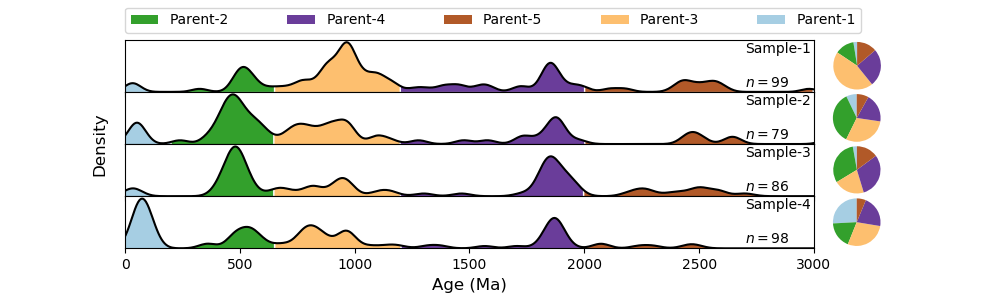 Parent-2 Parent-4 Parent-5 Parent-3 Parent-1
Sample-1
n = 99
Sample-2
n = 79
Sample-3
n = 86
Sample-4
n = 98
Density
0 500 1000 1500 2000 2500 3000
Age (Ma)